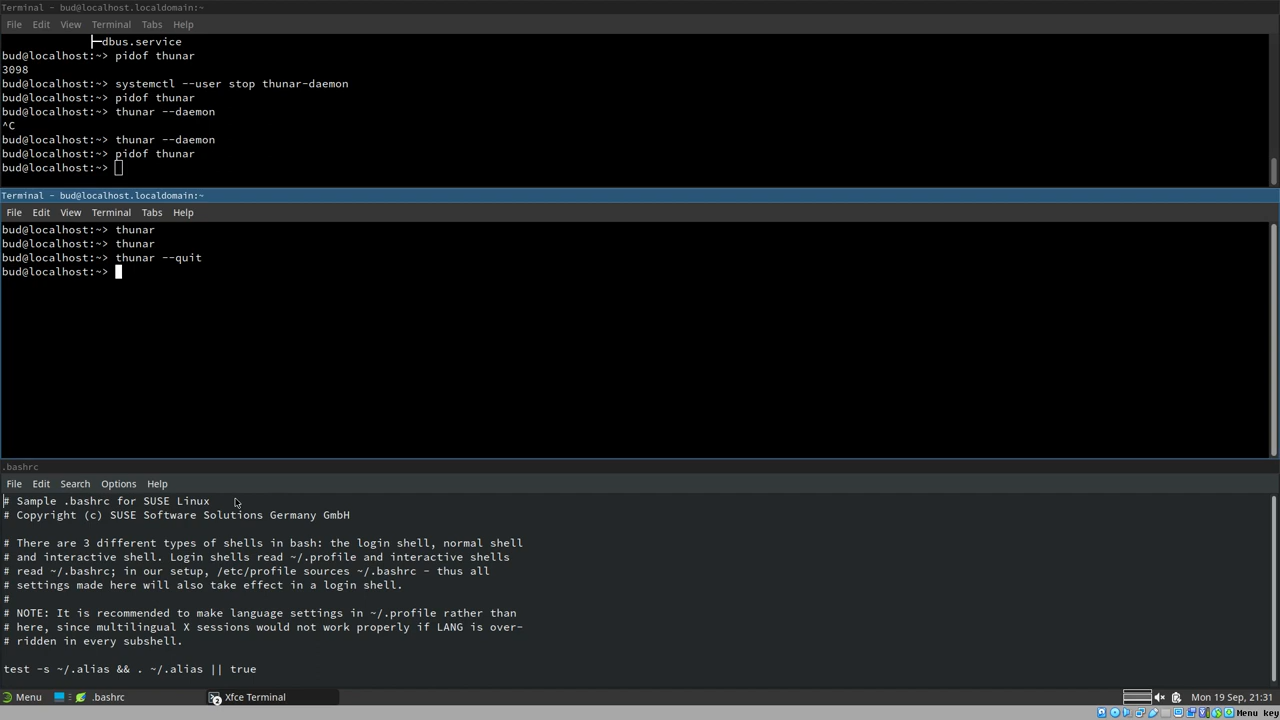 Terminal - bud@localhost.localdomain:~
File Edit View Terminal Tabs Help
├─dbus.service
bud@localhost:~> pidof thunar
3098
bud@localhost:~> systemctl --user stop thunar-daemon
bud@localhost:~> pidof thunar
bud@localhost:~> thunar --daemon
^C
bud@localhost:~> thunar --daemon
bud@localhost:~> pidof thunar
bud@localhost:~>
Terminal - bud@localhost.localdomain:~
File Edit View Terminal Tabs Help
bud@localhost:~> thunar
bud@localhost:~> thunar
bud@localhost:~> thunar --quit
bud@localhost:~>
.bashrc
File Edit Search Options Help
# Sample .bashrc for SUSE Linux
# Copyright (c) SUSE Software Solutions Germany GmbH
# There are 3 different types of shells in bash: the login shell, normal shell
# and interactive shell. Login shells read ~/.profile and interactive shells
# read ~/.bashrc; in our setup, /etc/profile sources ~/.bashrc - thus all
# settings made here will also take effect in a login shell.
#
# NOTE: It is recommended to make language settings in ~/.profile rather than
# here, since multilingual X sessions would not work properly if LANG is over-
# ridden in every subshell.
test -s ~/.alias && . ~/.alias || true
Menu .bashrc 2 Xfce Terminal Mon 19 Sep, 21:31
Menu key